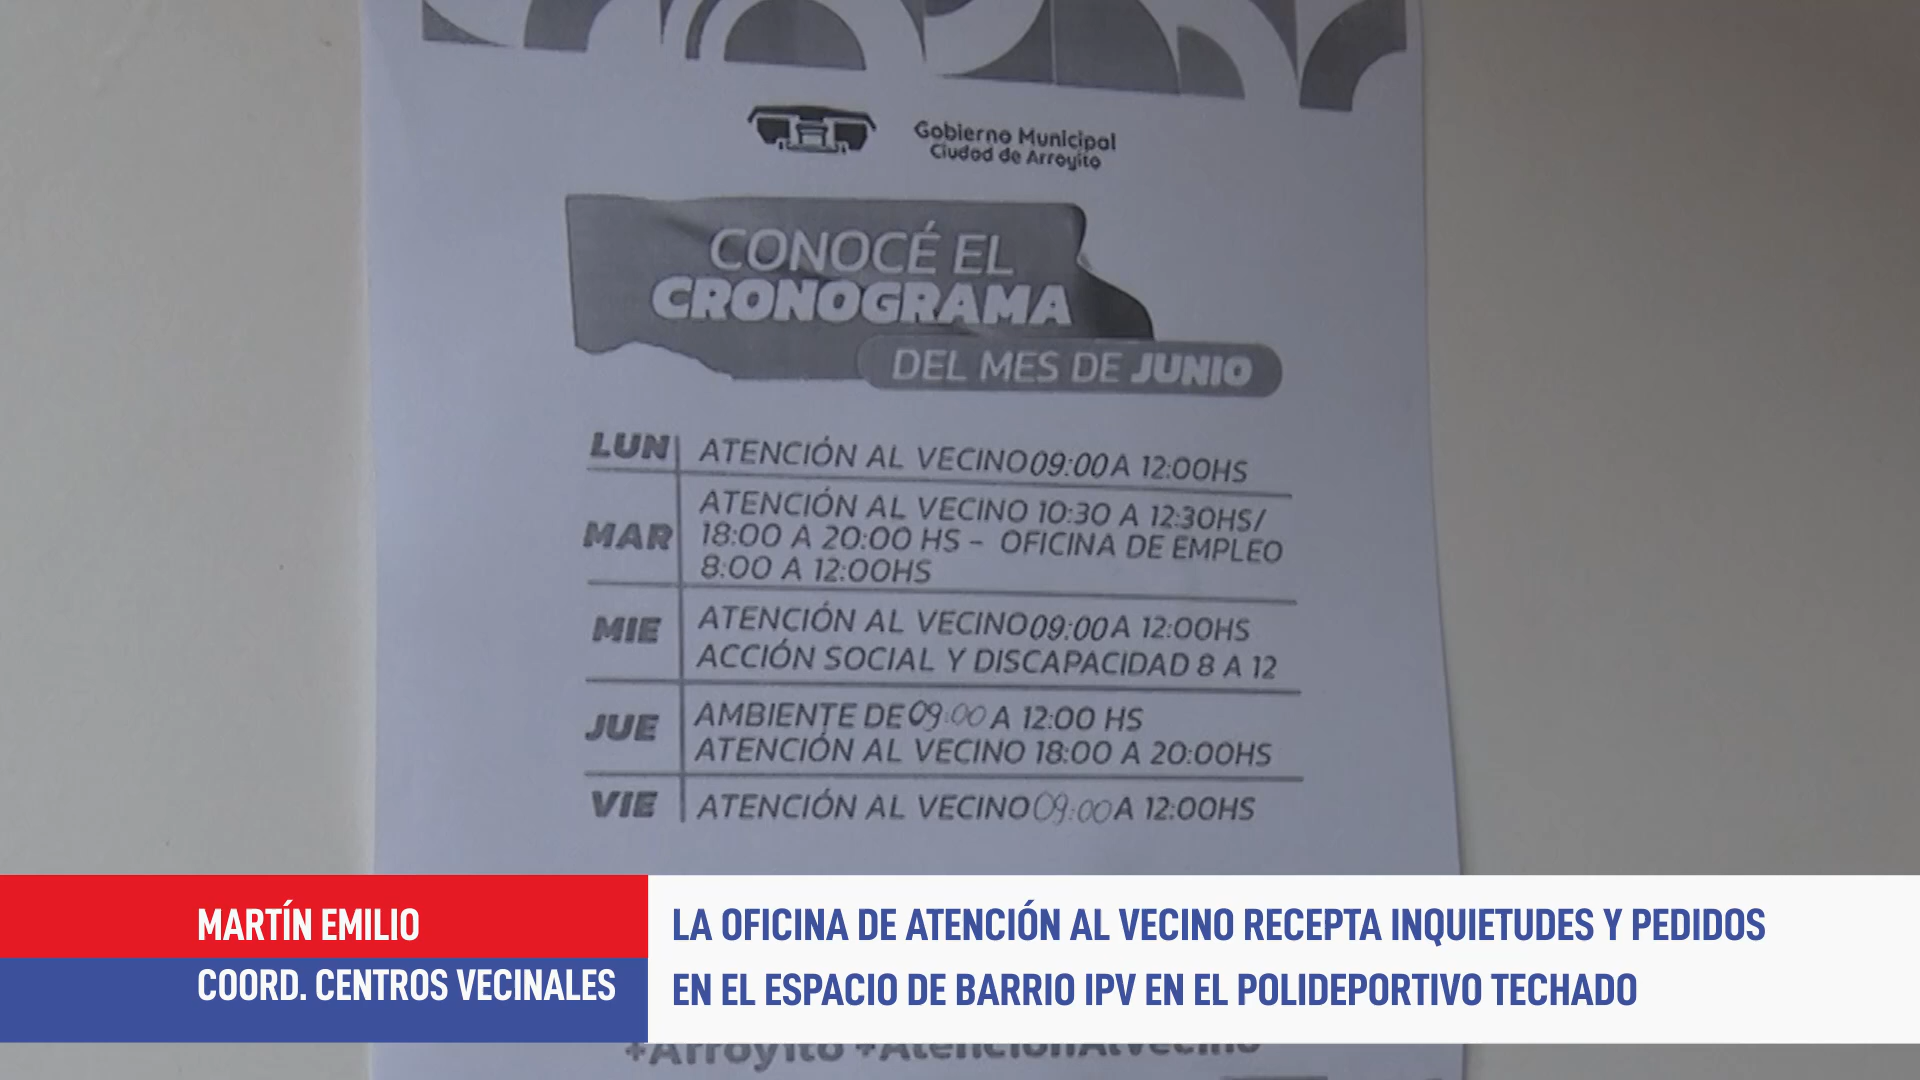 Gobierno Municipal
Ciudad de Arroyito
CONOCÉ EL
CRONOGRAMA
DEL MES DE JUNIO
LUN ATENCIÓN AL VECINO 09:00 A 12:00HS
MAR ATENCIÓN AL VECINO 10:30 A 12:30HS/
18:00 A 20:00 HS - OFICINA DE EMPLEO
8:00 A 12:00HS
MIE ATENCIÓN AL VECINO 09:00 A 12:00HS
ACCIÓN SOCIAL Y DISCAPACIDAD 8 A 12
JUE AMBIENTE DE 09:00 A 12:00 HS
ATENCIÓN AL VECINO 18:00 A 20:00HS
VIE ATENCIÓN AL VECINO 09:00 A 12:00HS
MARTÍN EMILIO
COORD. CENTROS VECINALES
LA OFICINA DE ATENCIÓN AL VECINO RECEPTA INQUIETUDES Y PEDIDOS
EN EL ESPACIO DE BARRIO IPV EN EL POLIDEPORTIVO TECHADO
+Arroyito +AtenciónAlVecino